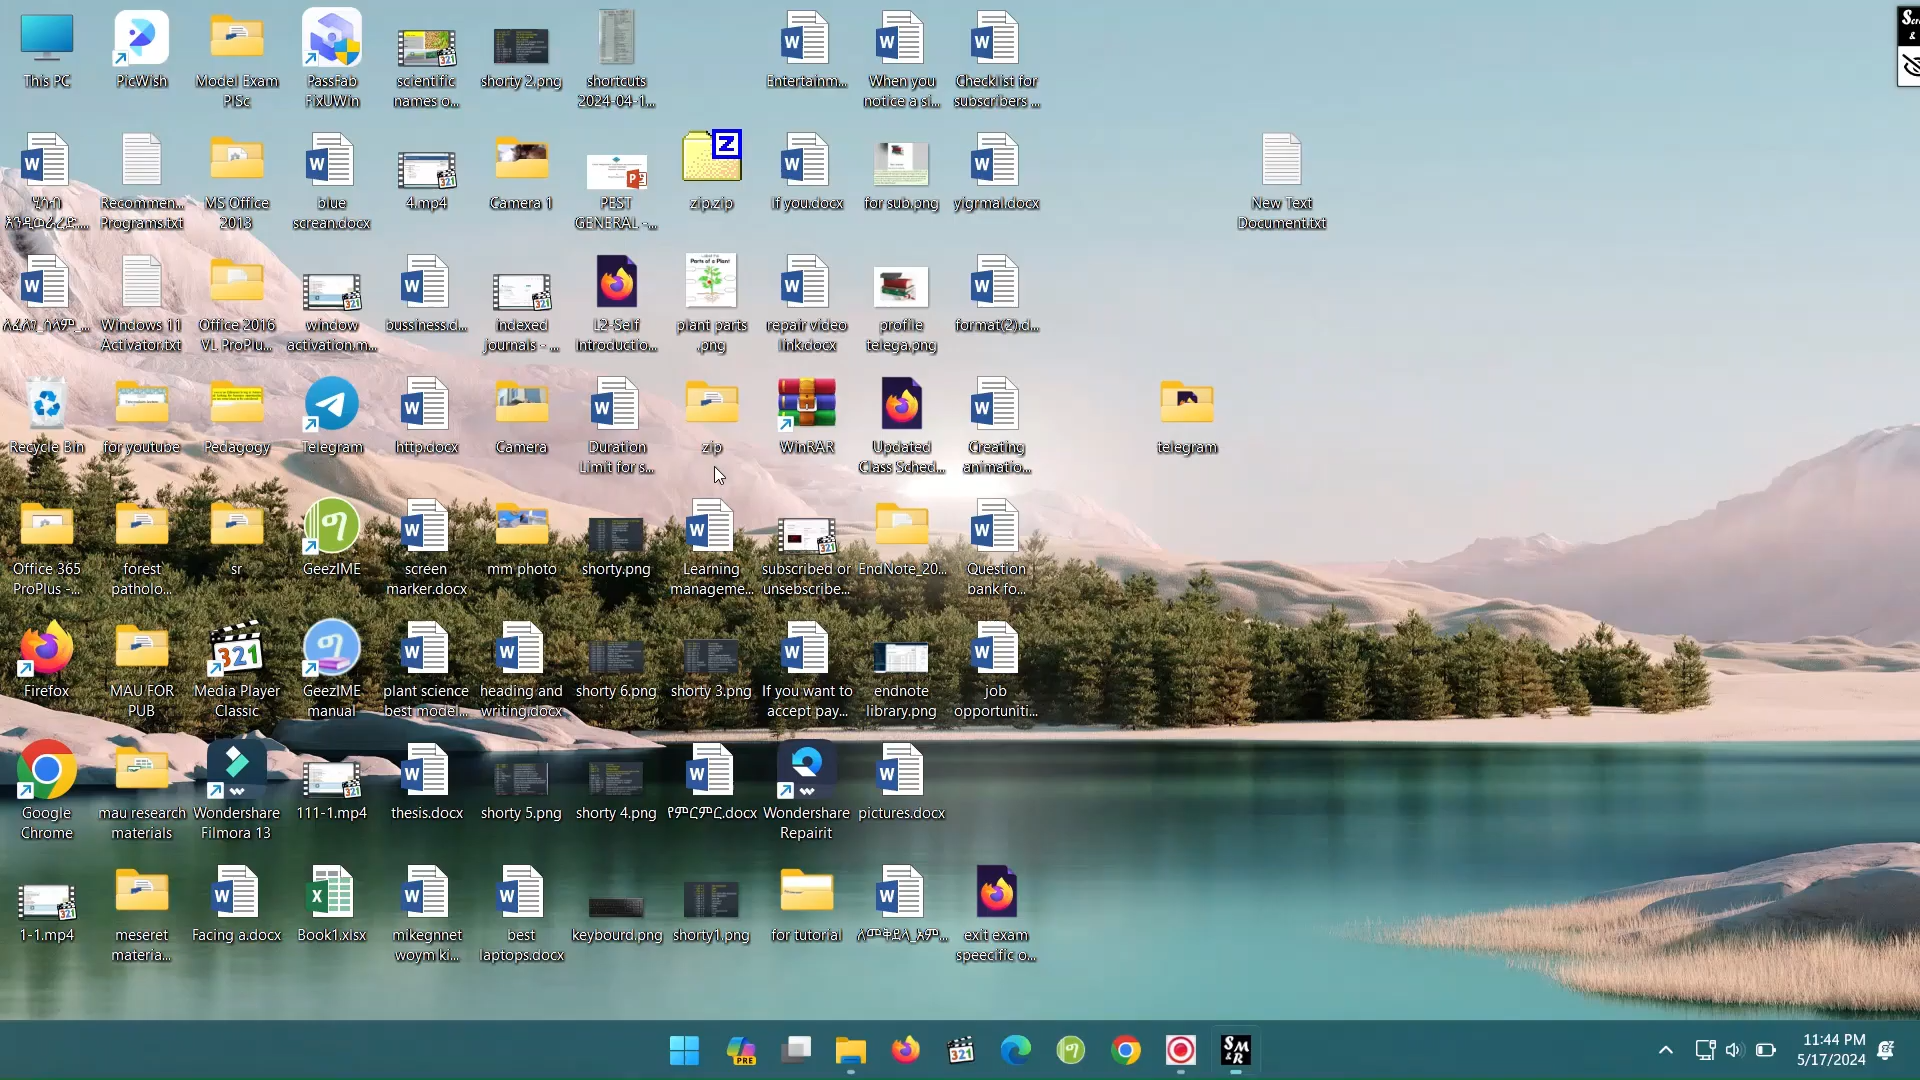 This PC
PicWish
Model Exam
PlSc
PassFab
FixUWin
scientific
names o...
shorty 2.png
shortcuts
2024-04-1...
Entertainm...
When you
notice a si...
Checklist for
subscribers ...
Recommen...
Programs.txt
MS Office
2013
blue
screan.docx
4.mp4
Camera 1
PEST
GENERAL -...
zip.zip
If you.docx
for sub.png
yigrmal.docx
New Text
Document.txt
Windows 11
Activator.txt
Office 2016
VL ProPlu...
window
activation.m...
bussiness.d...
indexed
journals - ...
L2-Self
Introductio...
plant parts
.png
repair video
link.docx
profile
telega.png
format(2).d...
Recycle Bin
for youtube
Pedagogy
Telegram
http.docx
Camera
Duration
Limit for s...
zip
WinRAR
Updated
Class Sched...
Creating
animatio...
telegram
Office 365
ProPlus -...
forest
patholo...
sr
GeezIME
screen
marker.docx
mm photo
shorty.png
Learning
manageme...
subscribed or
unsebscribe...
EndNote_20...
Question
bank fo...
Firefox
MAU FOR
PUB
Media Player
Classic
GeezIME
manual
plant science
best model...
heading and
writing.docx
shorty 6.png
shorty 3.png
If you want to
accept pay...
endnote
library.png
job
opportuniti...
Google
Chrome
mau research
materials
Wondershare
Filmora 13
111-1.mp4
thesis.docx
shorty 5.png
shorty 4.png
የምርምር.docx
Wondershare
Repairit
pictures.docx
1-1.mp4
meseret
materia...
Facing a.docx
Book1.xlsx
mikegnnet
woym ki...
best
laptops.docx
keybourd.png
shorty1.png
for tutorial
exit exam
speecific o...
11:44 PM
5/17/2024